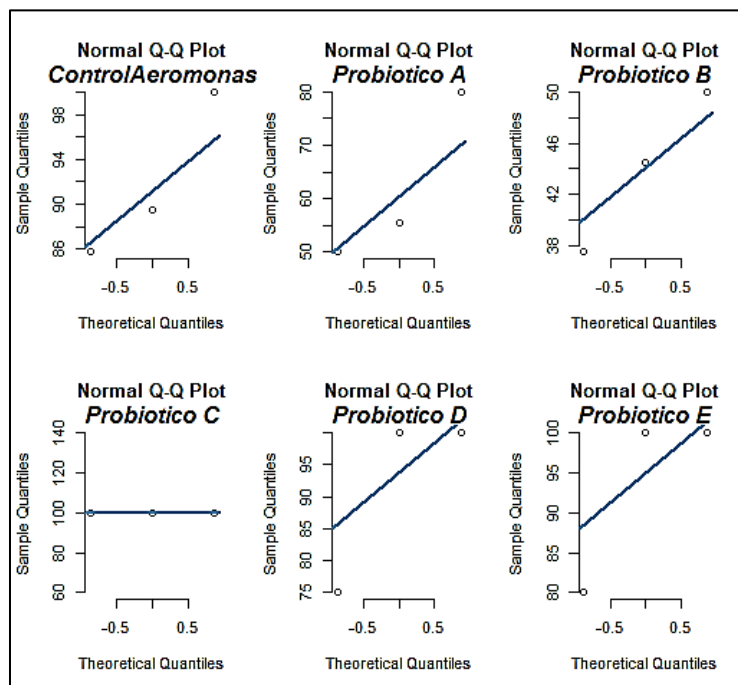 Normal Q-Q Plot
ControlAeromonas
Sample Quantiles
100
94
90
86
-0.5
0.5
Theoretical Quantiles
Normal Q-Q Plot
Probiotico A
Sample Quantiles
80
70
60
50
-0.5
0.5
Theoretical Quantiles
Normal Q-Q Plot
Probiotico B
Sample Quantiles
50
46
42
38
-0.5
0.5
Theoretical Quantiles
Normal Q-Q Plot
Probiotico C
Sample Quantiles
140
120
100
80
60
-0.5
0.5
Theoretical Quantiles
Normal Q-Q Plot
Probiotico D
Sample Quantiles
95
90
85
75
-0.5
0.5
Theoretical Quantiles
Normal Q-Q Plot
Probiotico E
Sample Quantiles
100
95
90
85
80
-0.5
0.5
Theoretical Quantiles